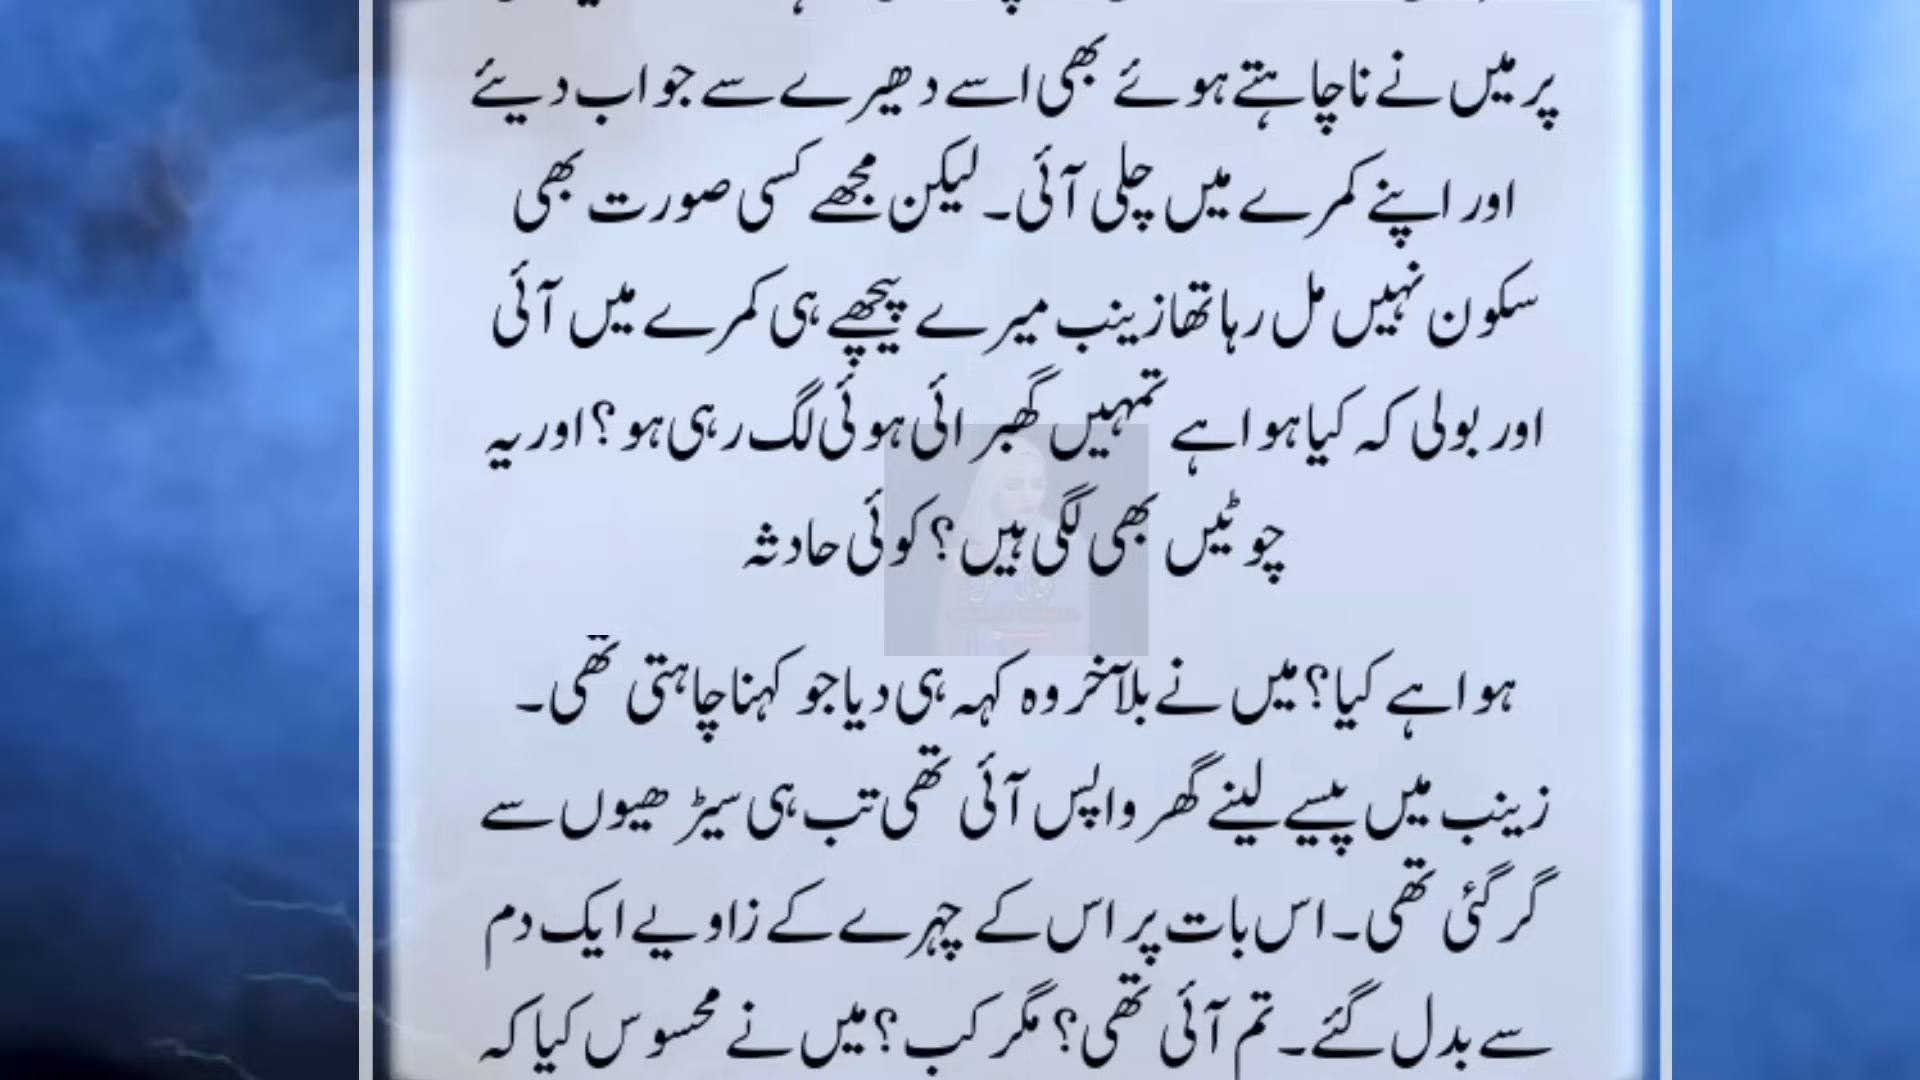 پر میں نے ناچاہتے ہوئے بھی اسے دھیرے سے جواب دیئے
اور اپنے کمرے میں چلی آئی۔ لیکن مجھے کسی صورت بھی
سکون نہیں مل رہا تھا زینب میرے پیچھے ہی کمرے میں آئی
اور بولی کہ کیا ہوا ہے تمہیں گھبرائی ہوئی لگ رہی ہو؟ اور یہ
چوٹیں بھی لگی ہیں؟ کوئی حادثہ
ہوا ہے کیا؟ میں نے بلآخر وہ کہہ ہی دیا جو کہنا چاہتی تھی۔
زینب میں پیسے لینے گھر واپس آئی تھی تب ہی سیڑھیوں سے
گر گئی تھی۔ اس بات پر اس کے چہرے کے زاویے ایک دم
سے بدل گئے۔ تم آئی تھی؟ مگر کب؟ میں نے محسوس کیا کہ